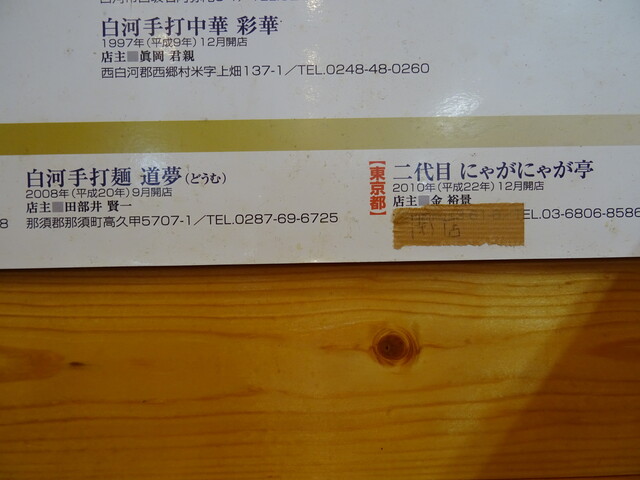 白河手打中華 彩華
1997年(平成9年)12月開店
店主■眞岡 君親
西白河郡西郷村米字上畑137-1／TEL.0248-48-0260
白河手打麺 道夢(どうむ)
2008年(平成20年)9月開店
店主■田部井 賢一
8 那須郡那須町高久甲5707-1／TEL.0287-69-6725
【東京都】
二代目 にゃがにゃが亭
2010年(平成22年)12月開店
店主■金 裕景
TEL.03-6806-8586
店